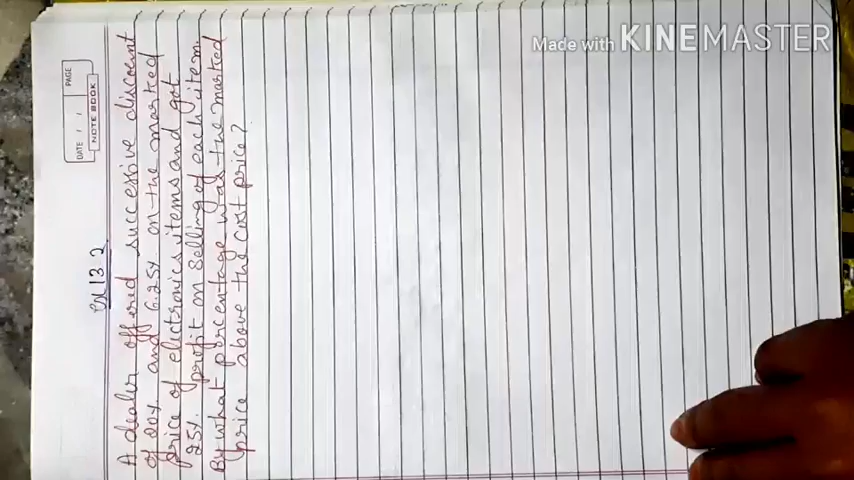 PAGE
DATE / /
NOTE BOOK
Ex 13.2
A dealer offered successive discount
of 20% and 6.25% on the marked
price of electronics items and got
25% profit on selling of each item.
By what percentage was the marked
price above the cost price?
Made with KINEMASTER